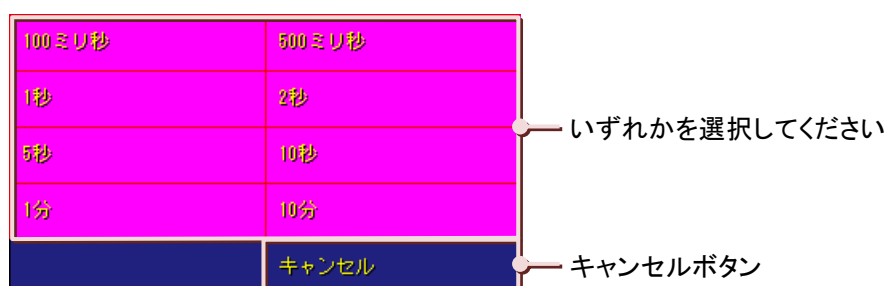 100ミリ秒 500ミリ秒
1秒 2秒
いずれかを選択してください
5秒 10秒
1分 10分
キャンセル キャンセルボタン